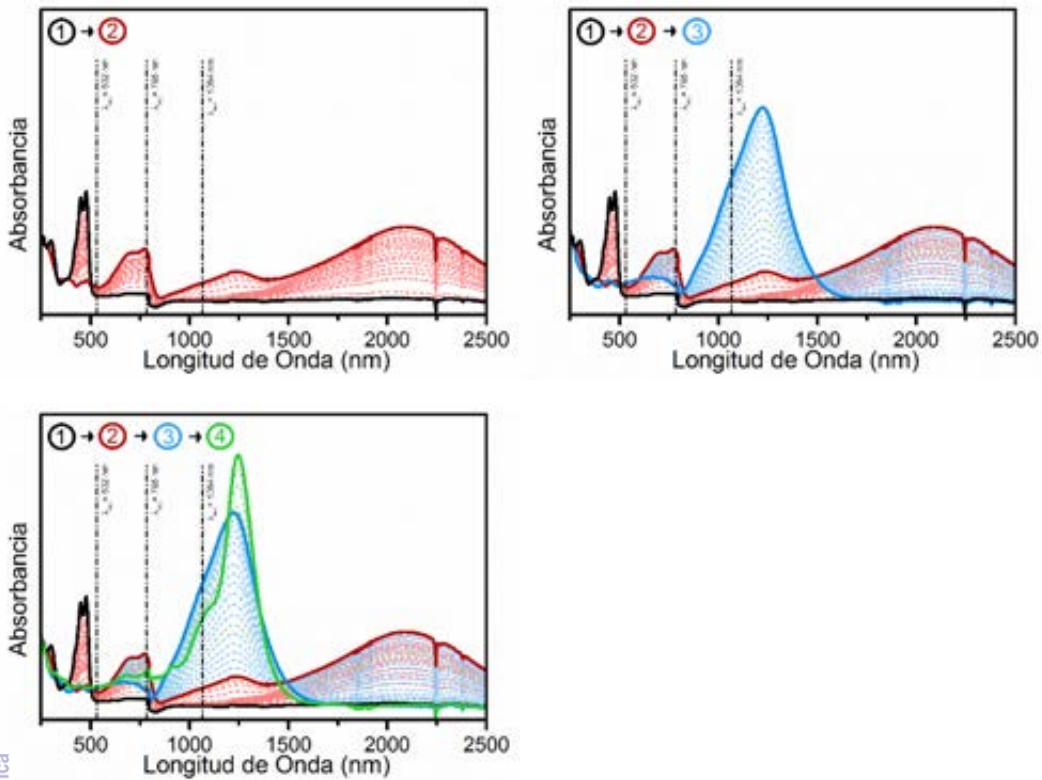 ① → ②
Absorbancia
500 1000 1500 2000 2500
Longitud de Onda (nm)
① → ② → ③
Absorbancia
500 1000 1500 2000 2500
Longitud de Onda (nm)
① → ② → ③ → ④
Absorbancia
500 1000 1500 2000 2500
Longitud de Onda (nm)